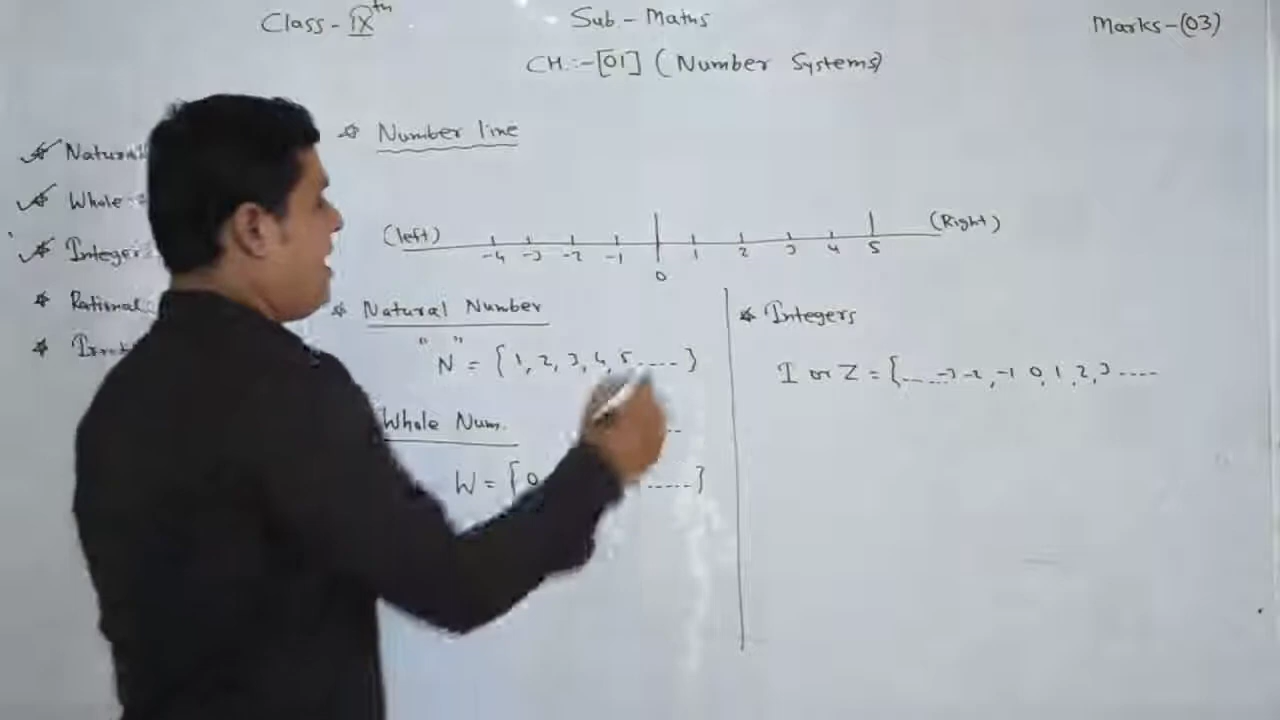 Class - IXth
Sub - Maths
Marks - (03)
CH. :- [01] (Number Systems)
Natural
Whole
Integer
Rational
* Number line
(left)
(Right)
-4 -3 -2 -1 0 1 2 3 4 5
* Natural Number
"N" = {1, 2, 3, 4, 5 ......}
Whole Num.
W = {0 ......}
* Integers
I or Z = {...... -3 -2, -1 0, 1, 2, 3 ......